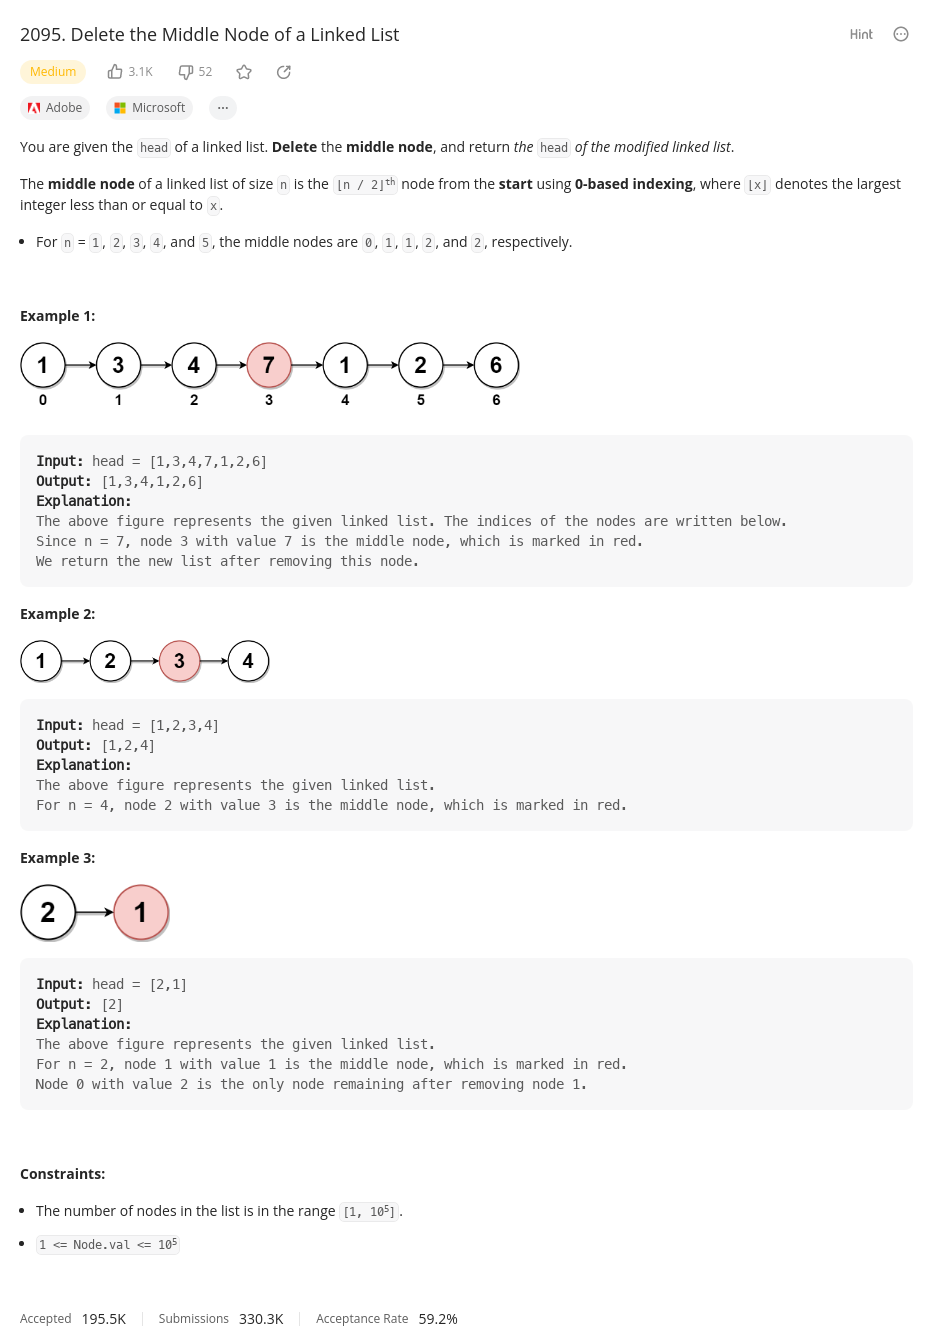 2095. Delete the Middle Node of a Linked List
Hint
Medium 3.1K 52
Adobe Microsoft ...
You are given the head of a linked list. Delete the middle node, and return the head of the modified linked list.
The middle node of a linked list of size n is the ⌊n / 2⌋th node from the start using 0-based indexing, where ⌊x⌋ denotes the largest
integer less than or equal to x.
• For n = 1, 2, 3, 4, and 5, the middle nodes are 0, 1, 1, 2, and 2, respectively.
Example 1:
1 3 4 7 1 2 6
0 1 2 3 4 5 6
Input: head = [1,3,4,7,1,2,6]
Output: [1,3,4,1,2,6]
Explanation:
The above figure represents the given linked list. The indices of the nodes are written below.
Since n = 7, node 3 with value 7 is the middle node, which is marked in red.
We return the new list after removing this node.
Example 2:
1 2 3 4
Input: head = [1,2,3,4]
Output: [1,2,4]
Explanation:
The above figure represents the given linked list.
For n = 4, node 2 with value 3 is the middle node, which is marked in red.
Example 3:
2 1
Input: head = [2,1]
Output: [2]
Explanation:
The above figure represents the given linked list.
For n = 2, node 1 with value 1 is the middle node, which is marked in red.
Node 0 with value 2 is the only node remaining after removing node 1.
Constraints:
• The number of nodes in the list is in the range [1, 10⁵].
• 1 <= Node.val <= 10⁵
Accepted 195.5K Submissions 330.3K Acceptance Rate 59.2%